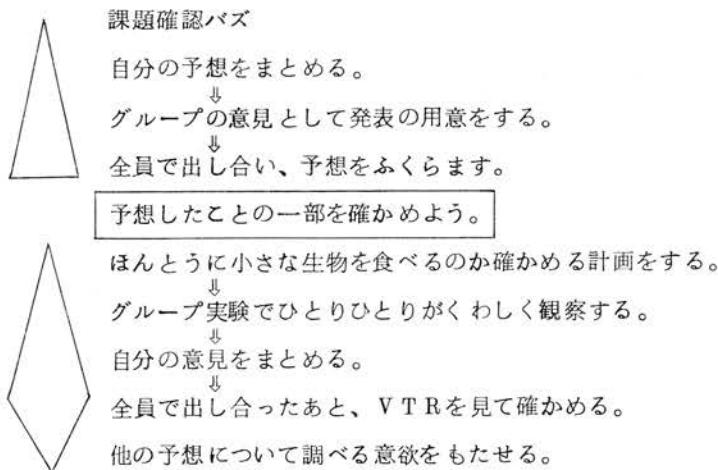 課題確認バズ
自分の予想をまとめる。
⇓
グループの意見として発表の用意をする。
⇓
全員で出し合い、予想をふくらます。
予想したことの一部を確かめよう。
ほんとうに小さな生物を食べるのか確かめる計画をする。
⇓
グループ実験でひとりひとりがくわしく観察する。
⇓
自分の意見をまとめる。
⇓
全員で出し合ったあと、VTRを見て確かめる。
他の予想について調べる意欲をもたせる。